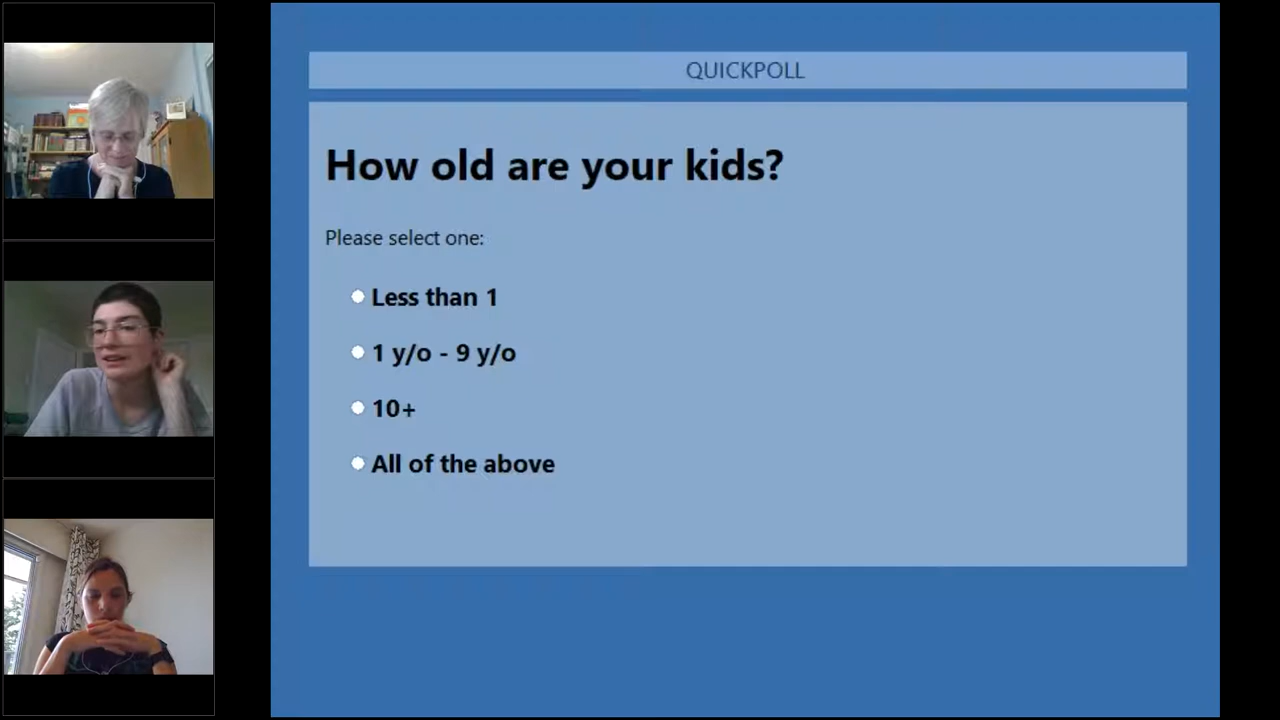 QUICKPOLL
How old are your kids?
Please select one:
Less than 1
1 y/o - 9 y/o
10+
All of the above